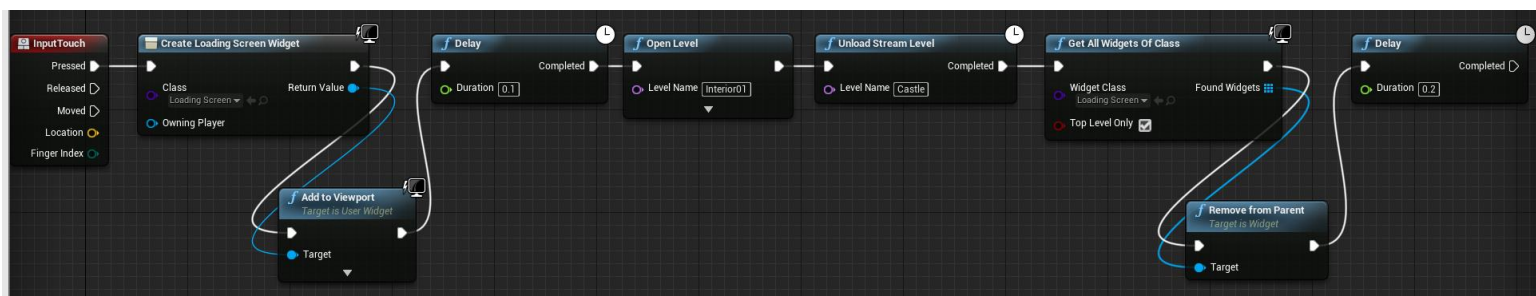 InputTouch
Pressed
Released
Moved
Location
Finger Index
Create Loading Screen Widget
Class
Loading Screen
Return Value
Owning Player
Add to Viewport
Target is User Widget
Target
Delay
Completed
Duration 0.1
Open Level
Level Name Interior01
Unload Stream Level
Completed
Level Name Castle
Get All Widgets Of Class
Widget Class
Loading Screen
Found Widgets
Top Level Only
Remove from Parent
Target is Widget
Target
Delay
Completed
Duration 0.2